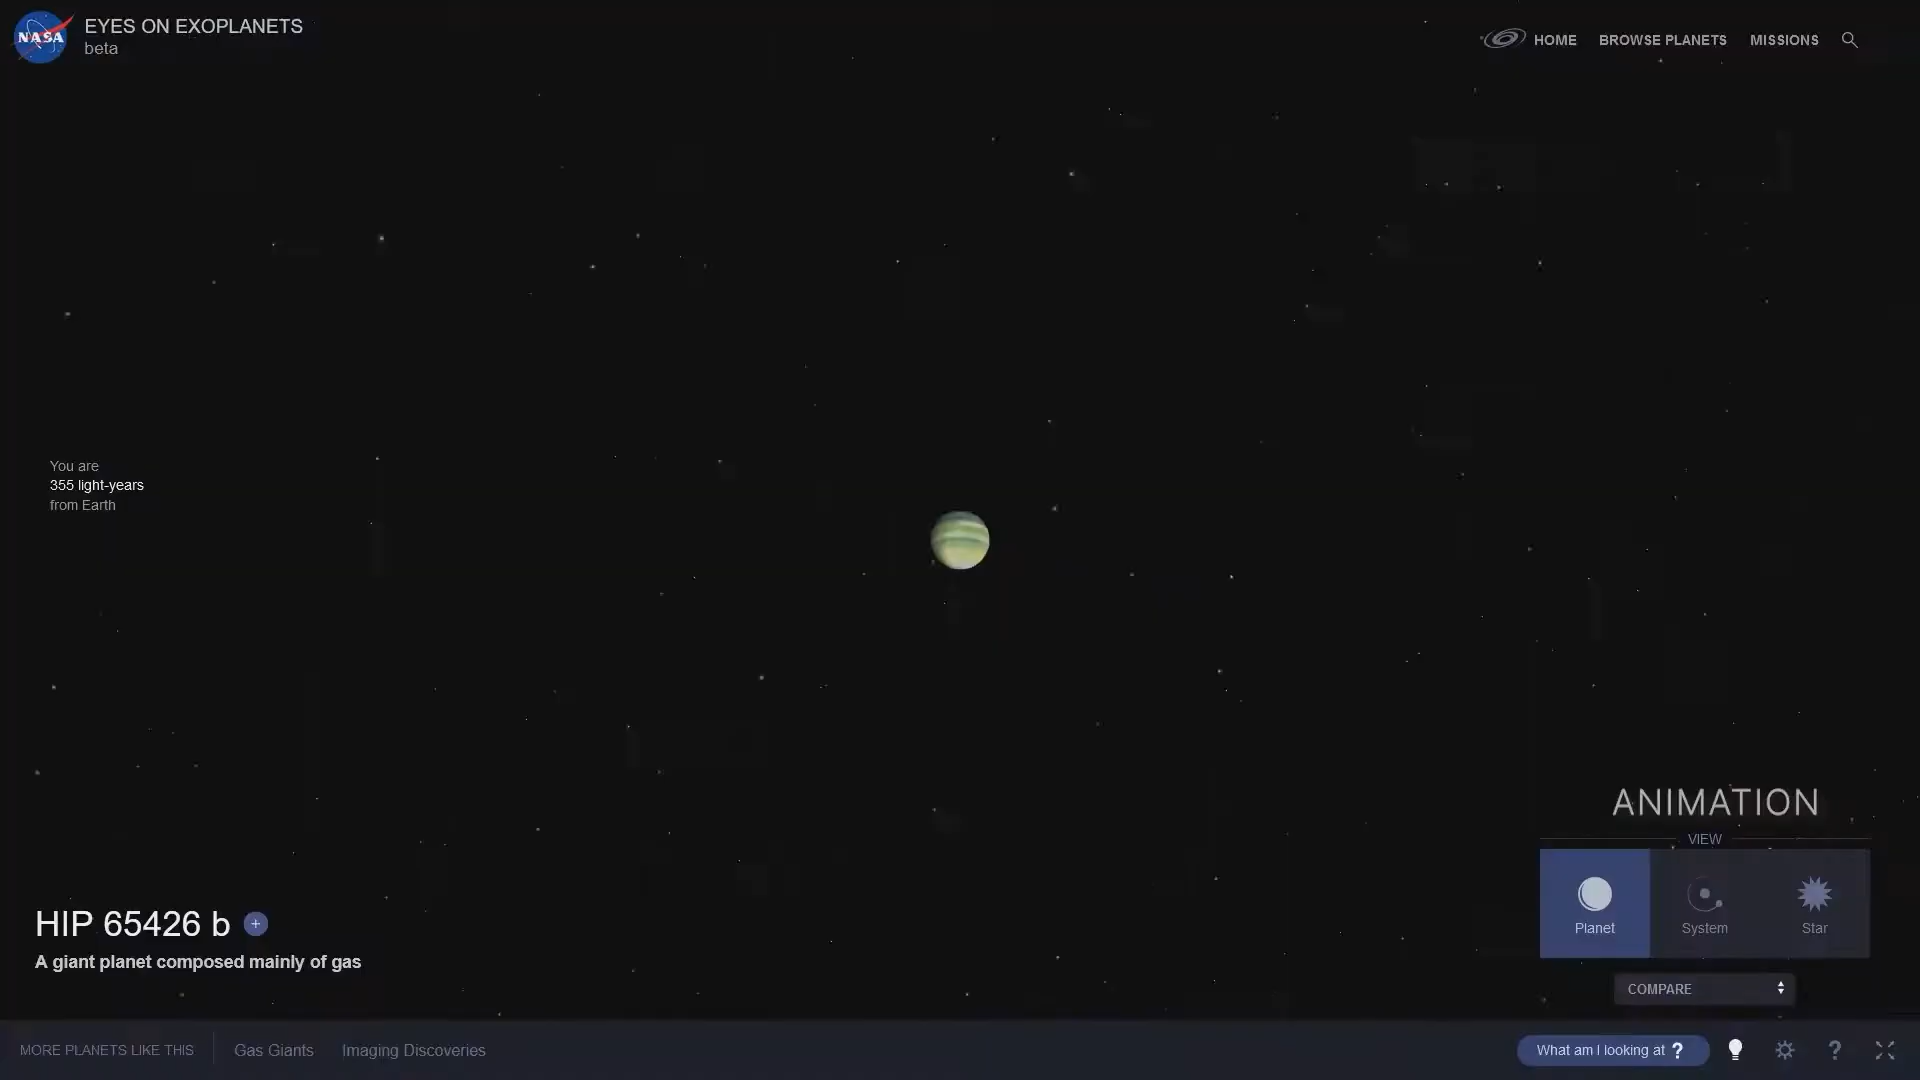 NASA
EYES ON EXOPLANETS
beta
HOME
BROWSE PLANETS
MISSIONS
You are
355 light-years
from Earth
ANIMATION
VIEW
Planet
System
Star
COMPARE
HIP 65426 b +
A giant planet composed mainly of gas
MORE PLANETS LIKE THIS
Gas Giants
Imaging Discoveries
What am I looking at ?
?